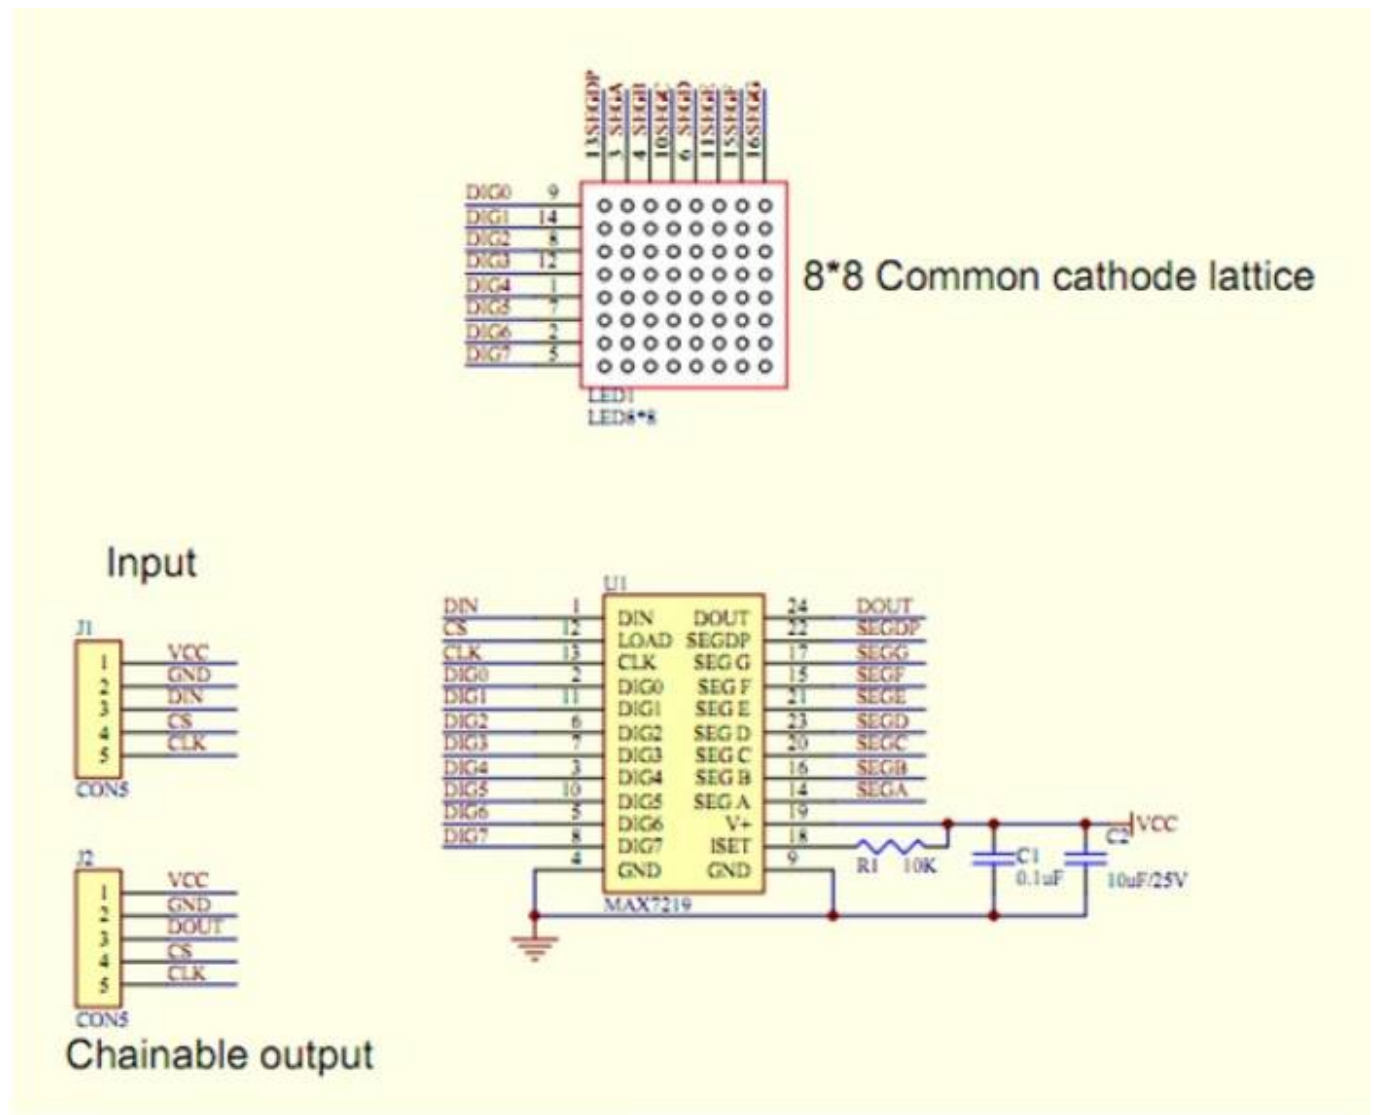 13SEGDP
3 SEGA
4 SEGB
10SEGC
6 SEGD
11SEGE
15SEGF
16SEGG
DIG0 9
DIG1 14
DIG2 8
DIG3 12
DIG4 1
DIG5 7
DIG6 2
DIG7 5
8*8 Common cathode lattice
LED1
LED8*8
Input
J1
1 VCC
2 GND
3 DIN
4 CS
5 CLK
CON5
J2
1 VCC
2 GND
3 DOUT
4 CS
5 CLK
CON5
Chainable output
U1
DIN 1 DIN DOUT 24 DOUT
CS 12 LOAD SEGDP 22 SEGDP
CLK 13 CLK SEG G 17 SEGG
DIG0 2 DIG0 SEG F 15 SEGF
DIG1 11 DIG1 SEG E 21 SEGE
DIG2 6 DIG2 SEG D 23 SEGD
DIG3 7 DIG3 SEG C 20 SEGC
DIG4 3 DIG4 SEG B 16 SEGB
DIG5 10 DIG5 SEG A 14 SEGA
DIG6 5 DIG6 V+ 19 VCC
DIG7 8 DIG7 ISET 18
4 GND GND 9
MAX7219
R1 10K
C1
0.1uF
C2
10uF/25V